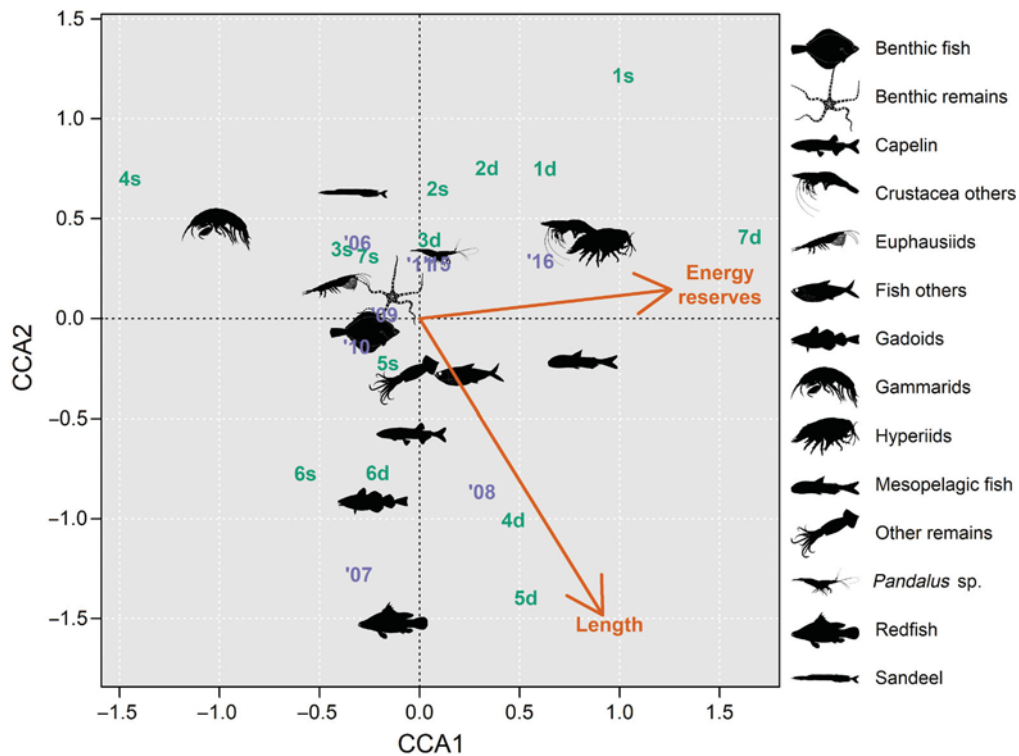 1.5
1.0
0.5
0.0
−0.5
−1.0
−1.5
CCA2
1s
2d
1d
4s
2s
'06
3d
7d
3s
7s
'16
Energy
reserves
'09
'10
5s
6s
6d
'08
4d
'07
5d
Length
−1.5
−1.0
−0.5
0.0
0.5
1.0
1.5
CCA1
Benthic fish
Benthic remains
Capelin
Crustacea others
Euphausiids
Fish others
Gadoids
Gammarids
Hyperiids
Mesopelagic fish
Other remains
Pandalus sp.
Redfish
Sandeel